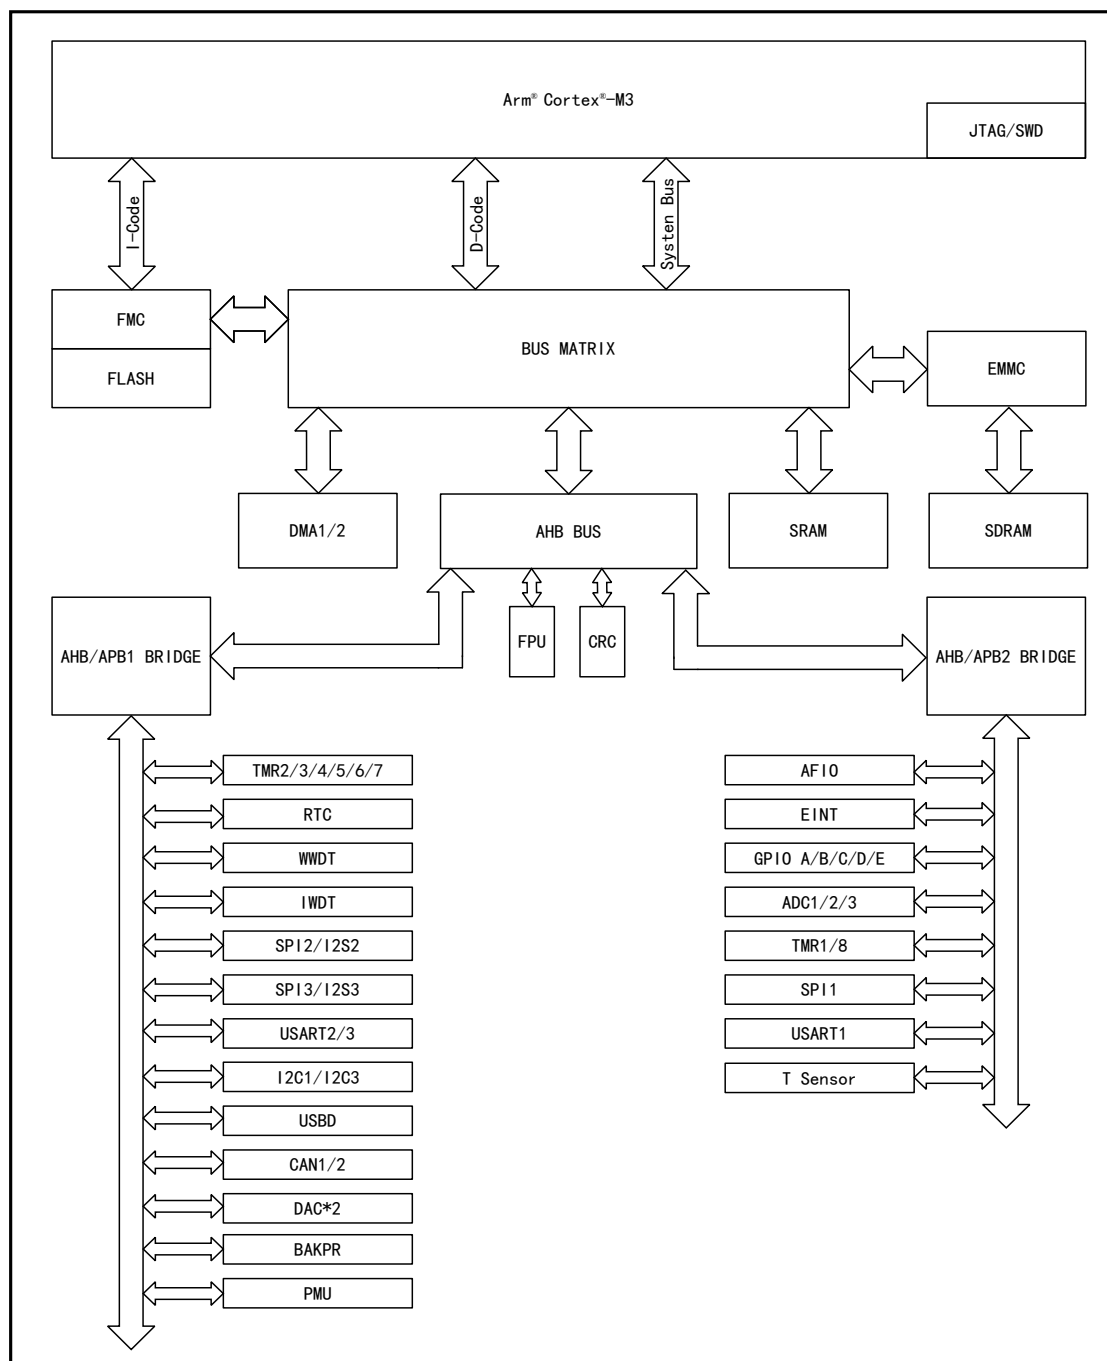 Arm® Cortex®-M3
JTAG/SWD
I-Code
D-Code
Systen Bus
FMC
FLASH
BUS MATRIX
EMMC
DMA1/2
AHB BUS
SRAM
SDRAM
FPU
CRC
AHB/APB1 BRIDGE
AHB/APB2 BRIDGE
TMR2/3/4/5/6/7
RTC
WWDT
IWDT
SPI2/I2S2
SPI3/I2S3
USART2/3
I2C1/I2C3
USBD
CAN1/2
DAC*2
BAKPR
PMU
AFIO
EINT
GPIO A/B/C/D/E
ADC1/2/3
TMR1/8
SPI1
USART1
T Sensor